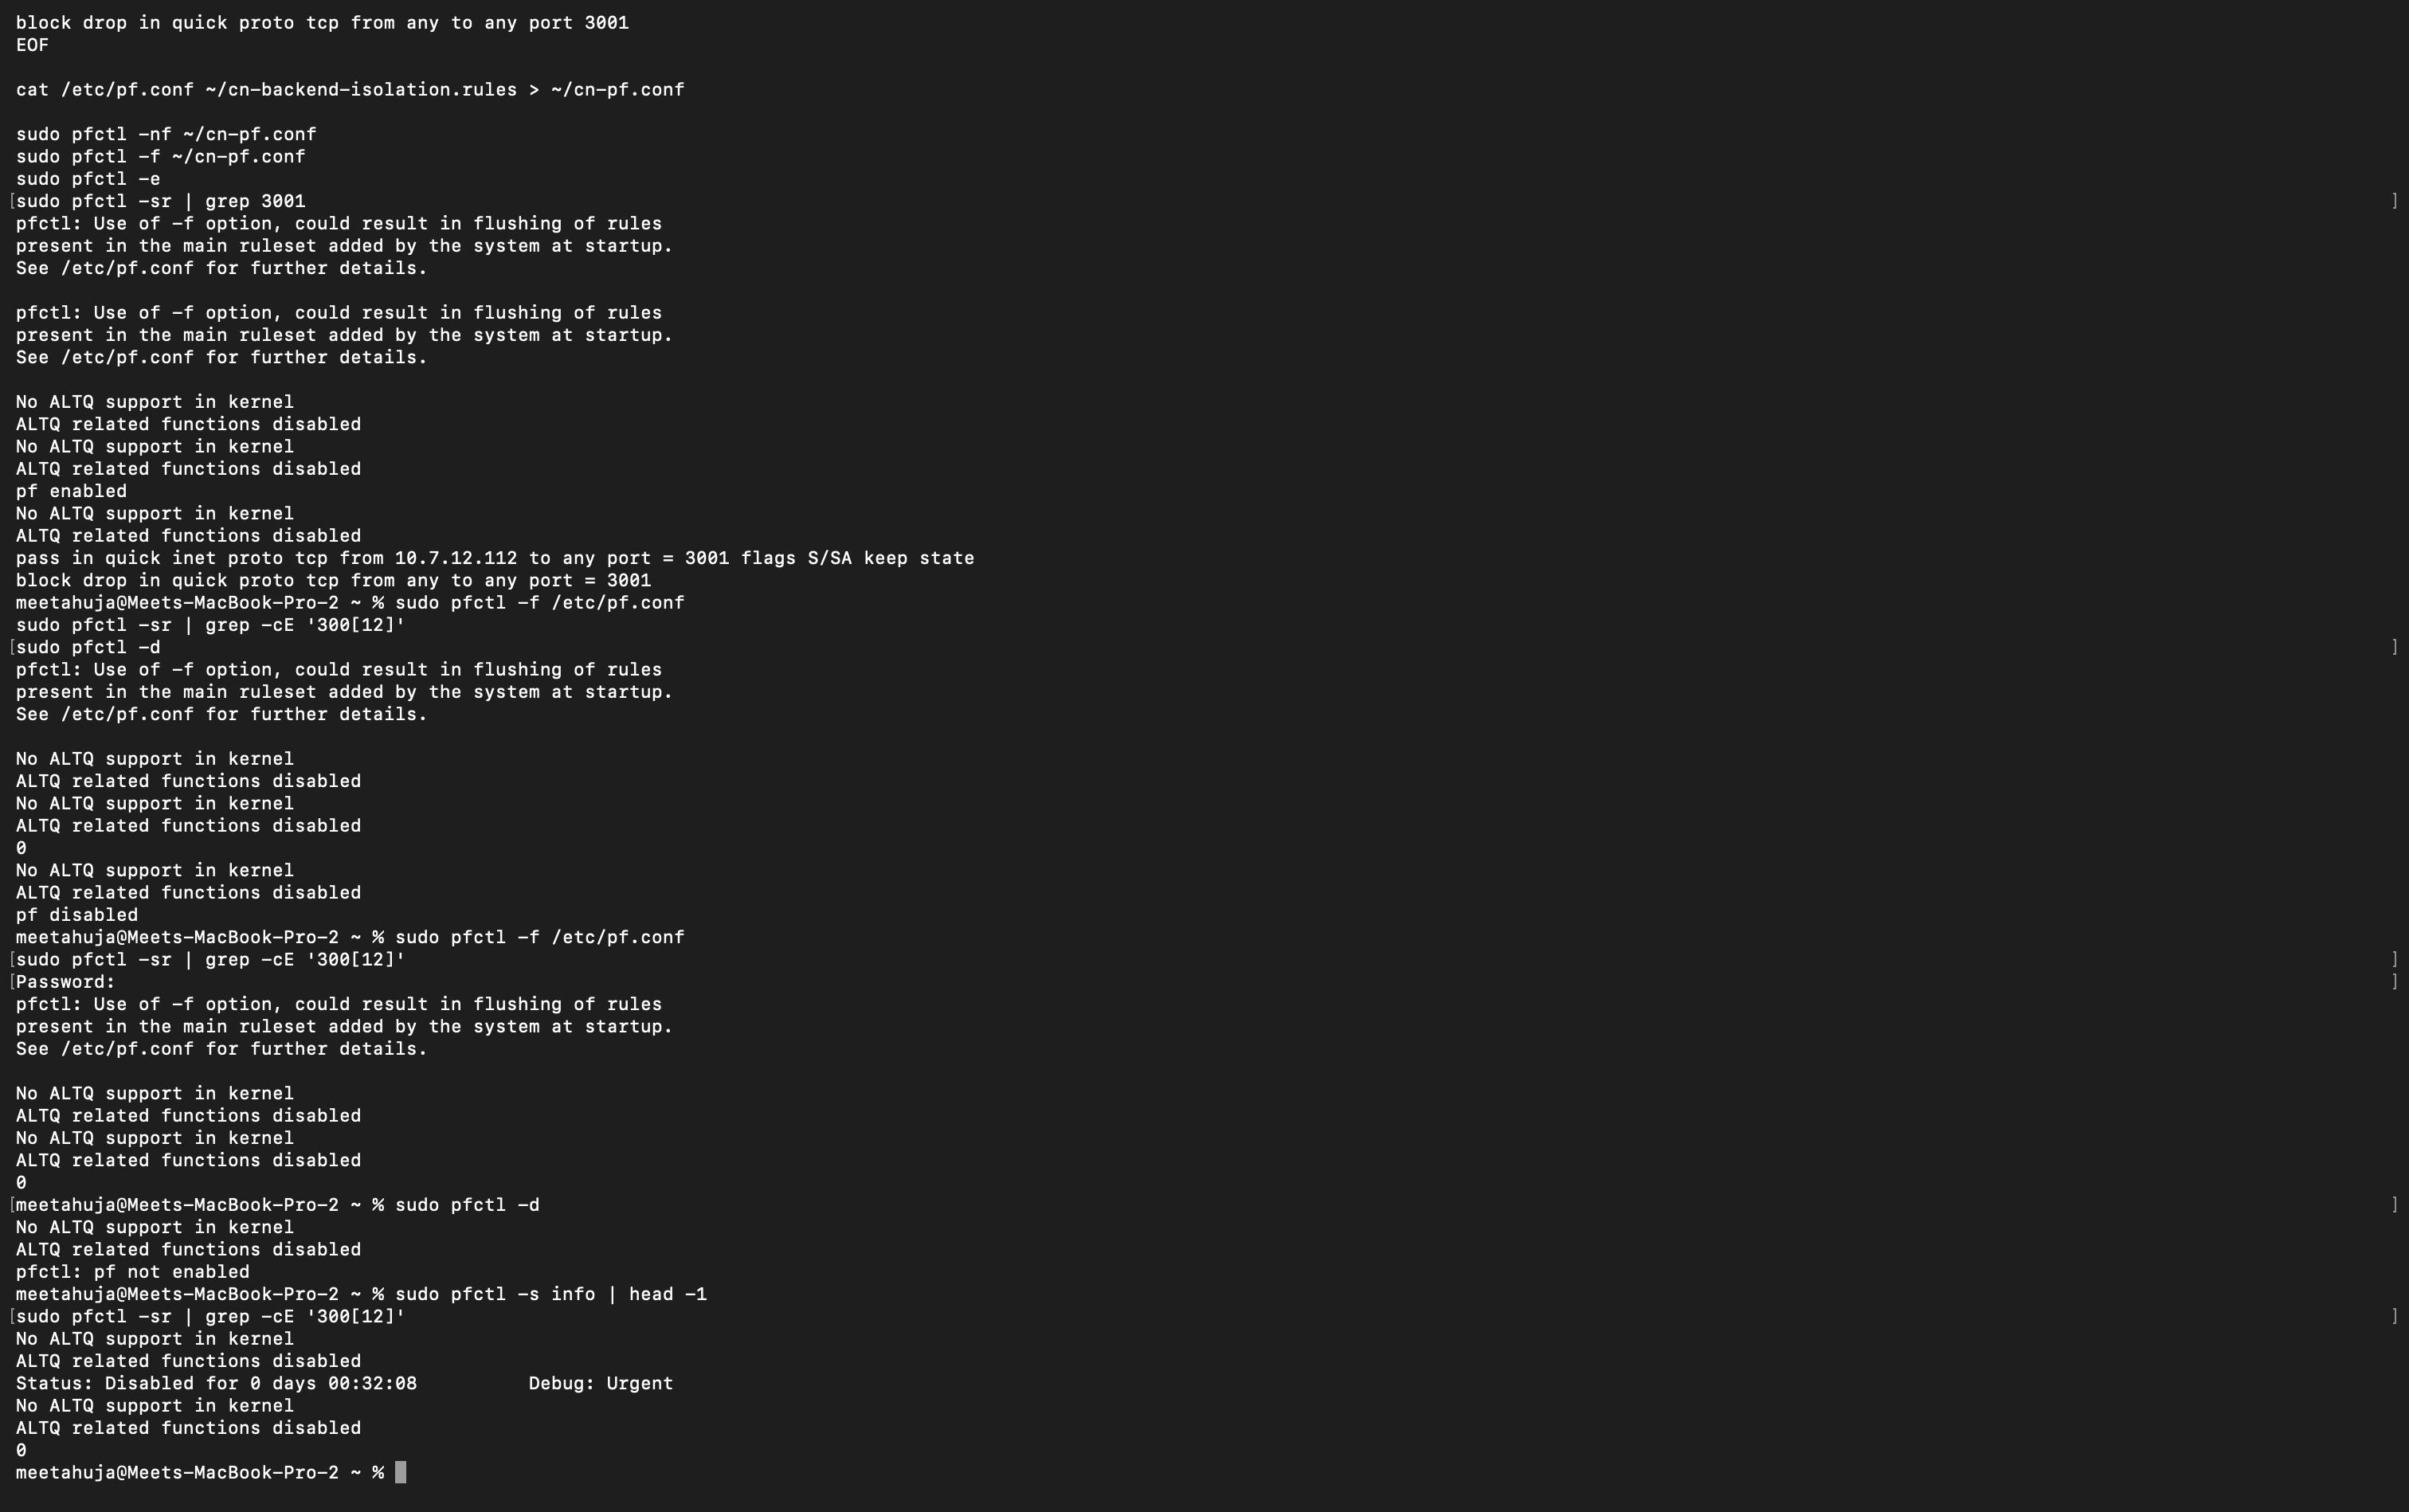 block drop in quick proto tcp from any to any port 3001
EOF
cat /etc/pf.conf ~/cn-backend-isolation.rules > ~/cn-pf.conf
sudo pfctl -nf ~/cn-pf.conf
sudo pfctl -f ~/cn-pf.conf
sudo pfctl -e
[sudo pfctl -sr | grep 3001 ]
pfctl: Use of -f option, could result in flushing of rules
present in the main ruleset added by the system at startup.
See /etc/pf.conf for further details.
pfctl: Use of -f option, could result in flushing of rules
present in the main ruleset added by the system at startup.
See /etc/pf.conf for further details.
No ALTQ support in kernel
ALTQ related functions disabled
No ALTQ support in kernel
ALTQ related functions disabled
pf enabled
No ALTQ support in kernel
ALTQ related functions disabled
pass in quick inet proto tcp from 10.7.12.112 to any port = 3001 flags S/SA keep state
block drop in quick proto tcp from any to any port = 3001
meetahuja@Meets-MacBook-Pro-2 ~ % sudo pfctl -f /etc/pf.conf
sudo pfctl -sr | grep -cE '300[12]'
[sudo pfctl -d ]
pfctl: Use of -f option, could result in flushing of rules
present in the main ruleset added by the system at startup.
See /etc/pf.conf for further details.
No ALTQ support in kernel
ALTQ related functions disabled
No ALTQ support in kernel
ALTQ related functions disabled
0
No ALTQ support in kernel
ALTQ related functions disabled
pf disabled
meetahuja@Meets-MacBook-Pro-2 ~ % sudo pfctl -f /etc/pf.conf
[sudo pfctl -sr | grep -cE '300[12]' ]
[Password: ]
pfctl: Use of -f option, could result in flushing of rules
present in the main ruleset added by the system at startup.
See /etc/pf.conf for further details.
No ALTQ support in kernel
ALTQ related functions disabled
No ALTQ support in kernel
ALTQ related functions disabled
0
[meetahuja@Meets-MacBook-Pro-2 ~ % sudo pfctl -d ]
No ALTQ support in kernel
ALTQ related functions disabled
pfctl: pf not enabled
meetahuja@Meets-MacBook-Pro-2 ~ % sudo pfctl -s info | head -1
[sudo pfctl -sr | grep -cE '300[12]' ]
No ALTQ support in kernel
ALTQ related functions disabled
Status: Disabled for 0 days 00:32:08 Debug: Urgent
No ALTQ support in kernel
ALTQ related functions disabled
0
meetahuja@Meets-MacBook-Pro-2 ~ %